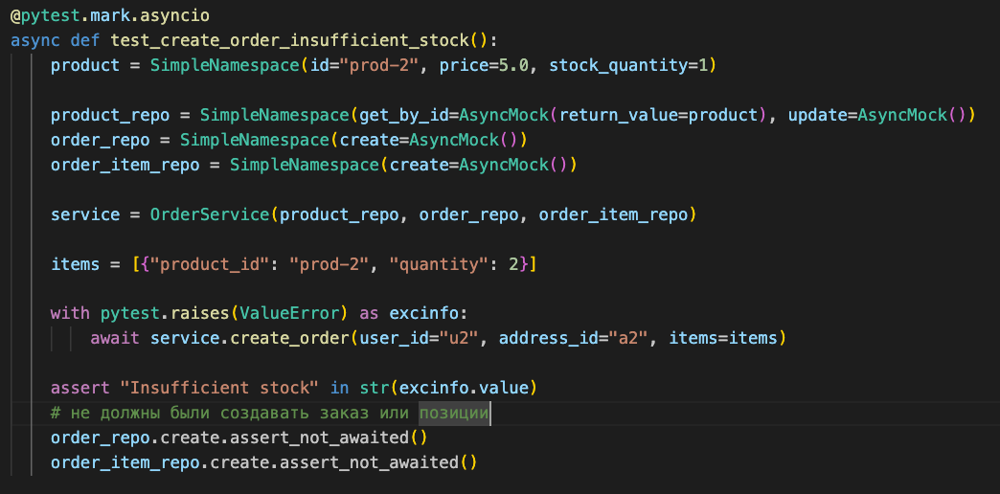 @pytest.mark.asyncio
async def test_create_order_insufficient_stock():
    product = SimpleNamespace(id="prod-2", price=5.0, stock_quantity=1)

    product_repo = SimpleNamespace(get_by_id=AsyncMock(return_value=product), update=AsyncMock())
    order_repo = SimpleNamespace(create=AsyncMock())
    order_item_repo = SimpleNamespace(create=AsyncMock())

    service = OrderService(product_repo, order_repo, order_item_repo)

    items = [{"product_id": "prod-2", "quantity": 2}]

    with pytest.raises(ValueError) as excinfo:
        await service.create_order(user_id="u2", address_id="a2", items=items)

    assert "Insufficient stock" in str(excinfo.value)
    # не должны были создавать заказ или позиции
    order_repo.create.assert_not_awaited()
    order_item_repo.create.assert_not_awaited()